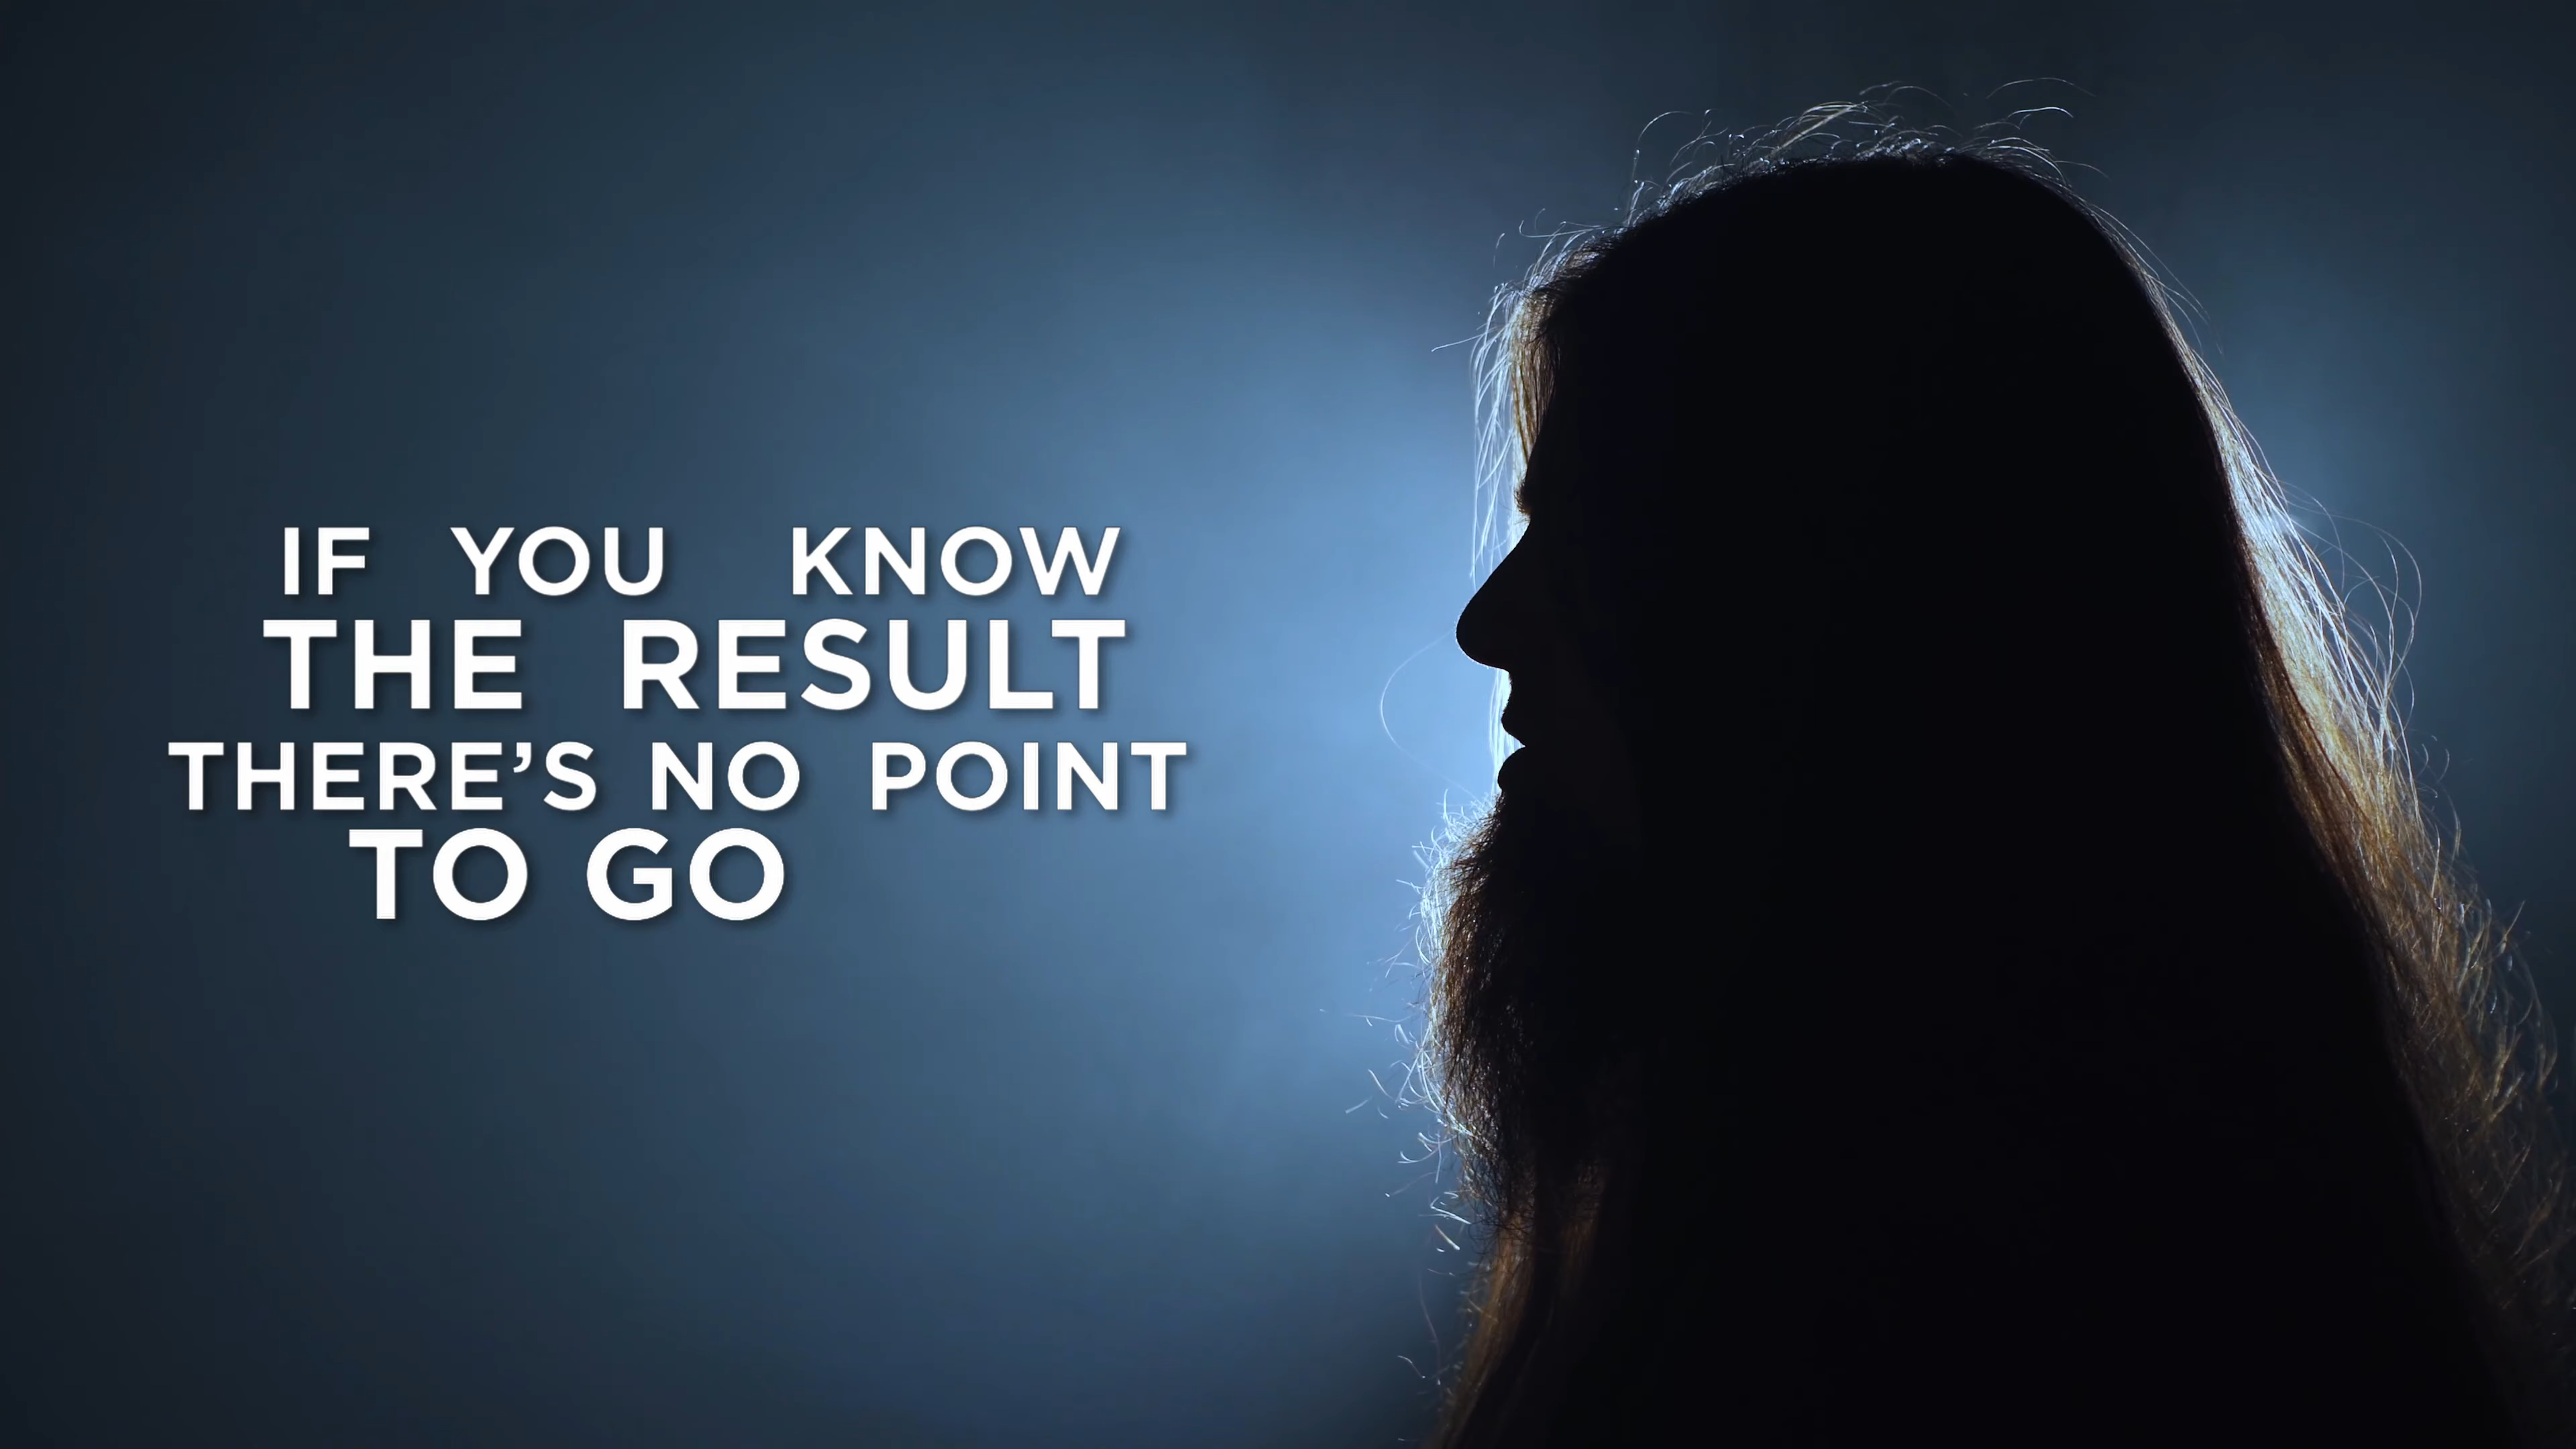 IF YOU KNOW
THE RESULT
THERE’S NO POINT
TO GO